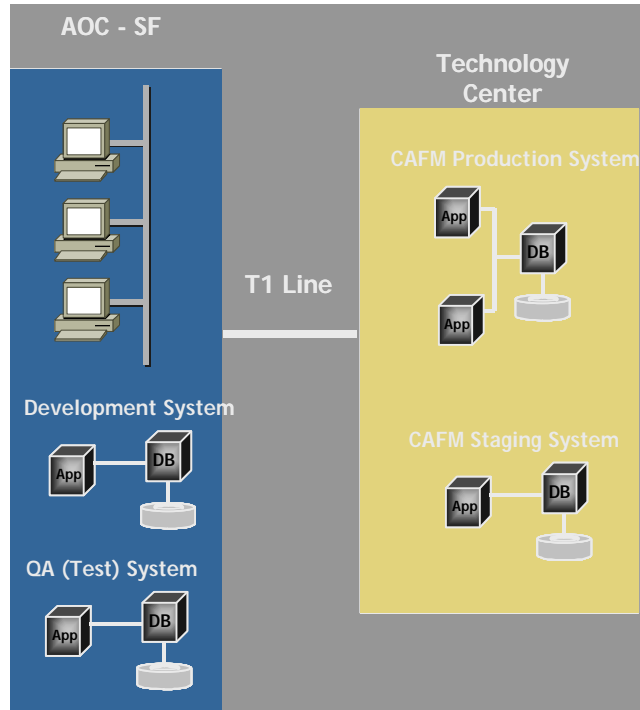 AOC - SF
Technology
Center
CAFM Production System
App
DB
App
T1 Line
Development System
App
DB
CAFM Staging System
App
DB
QA (Test) System
App
DB